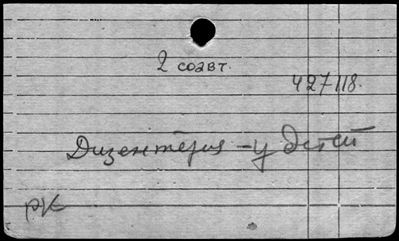 2 соавт.
427118.
Дизентерия - у детей
РК